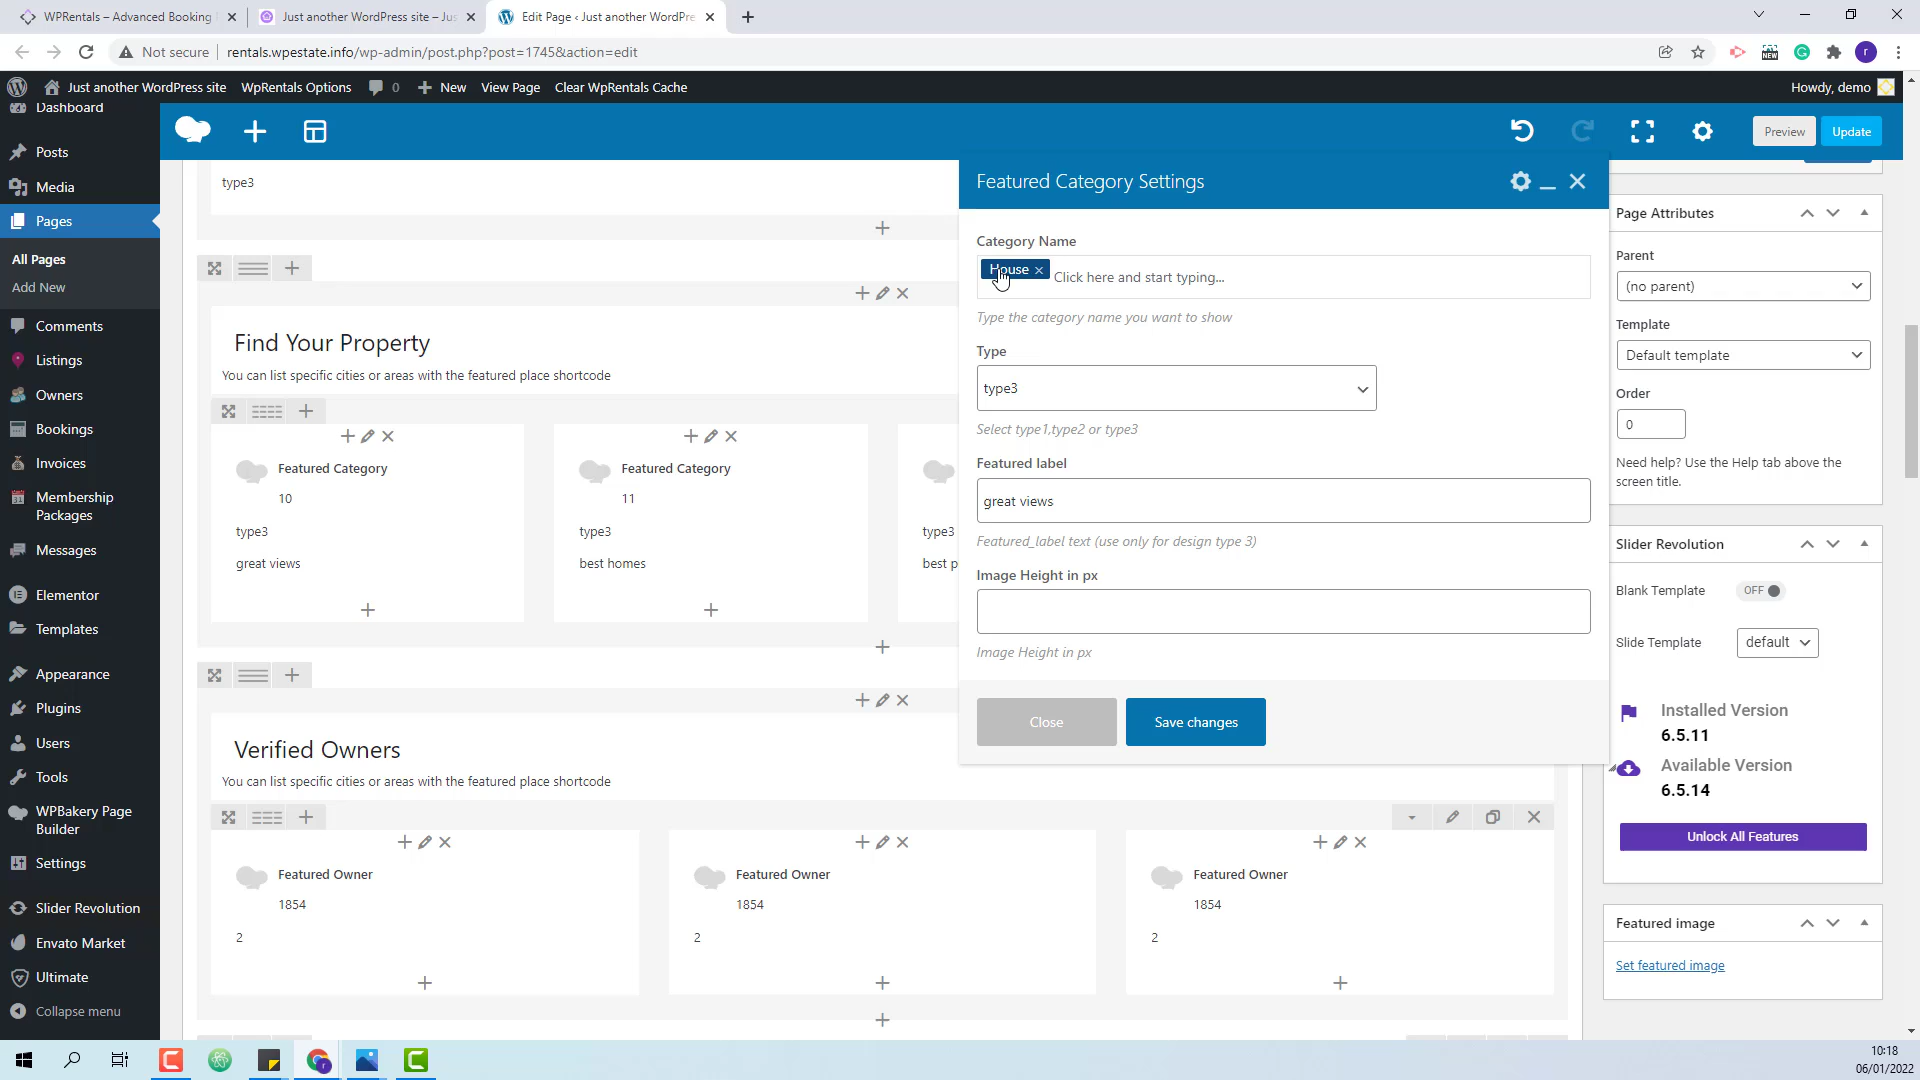 WPRentals – Advanced Booking
Just another WordPress site – Jus
Edit Page ‹ Just another WordPre
Not secure
rentals.wpestate.info/wp-admin/post.php?post=1745&action=edit
NEW
r
Just another WordPress site
WpRentals Options
0
New
View Page
Clear WpRentals Cache
Howdy, demo
Dashboard
Posts
Media
Pages
All Pages
Add New
Comments
Listings
Owners
Bookings
Invoices
Membership
Packages
Messages
Elementor
Templates
Appearance
Plugins
Users
Tools
WPBakery Page
Builder
Settings
Slider Revolution
Envato Market
Ultimate
Collapse menu
Preview
Update
type3
Find Your Property
You can list specific cities or areas with the featured place shortcode
Featured Category
10
type3
great views
Featured Category
11
type3
best homes
type3
best p
Verified Owners
You can list specific cities or areas with the featured place shortcode
Featured Owner
1854
2
Featured Owner
1854
2
Featured Owner
1854
2
Featured Category Settings
Category Name
House
Click here and start typing...
Type the category name you want to show
Type
type3
Select type1,type2 or type3
Featured label
great views
Featured_label text (use only for design type 3)
Image Height in px
Image Height in px
Close
Save changes
Page Attributes
Parent
(no parent)
Template
Default template
Order
0
Need help? Use the Help tab above the
screen title.
Slider Revolution
Blank Template
OFF
Slide Template
default
Installed Version
6.5.11
Available Version
6.5.14
Unlock All Features
Featured image
Set featured image
10:18
06/01/2022